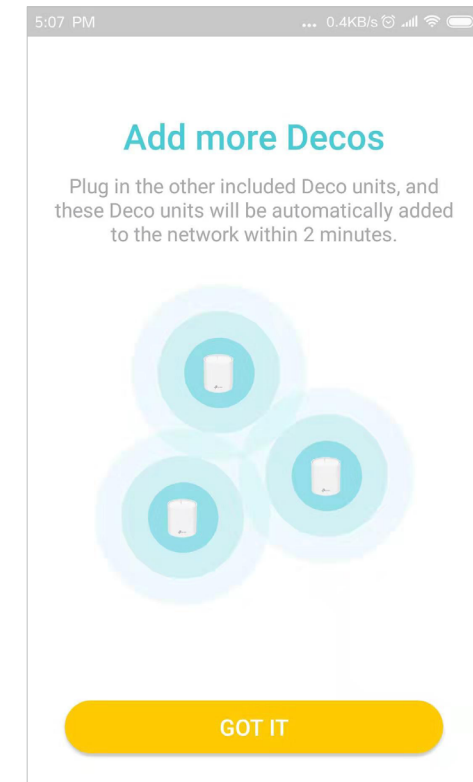 5:07 PM ... 0.4KB/s
Add more Decos
Plug in the other included Deco units, and
these Deco units will be automatically added
to the network within 2 minutes.
GOT IT